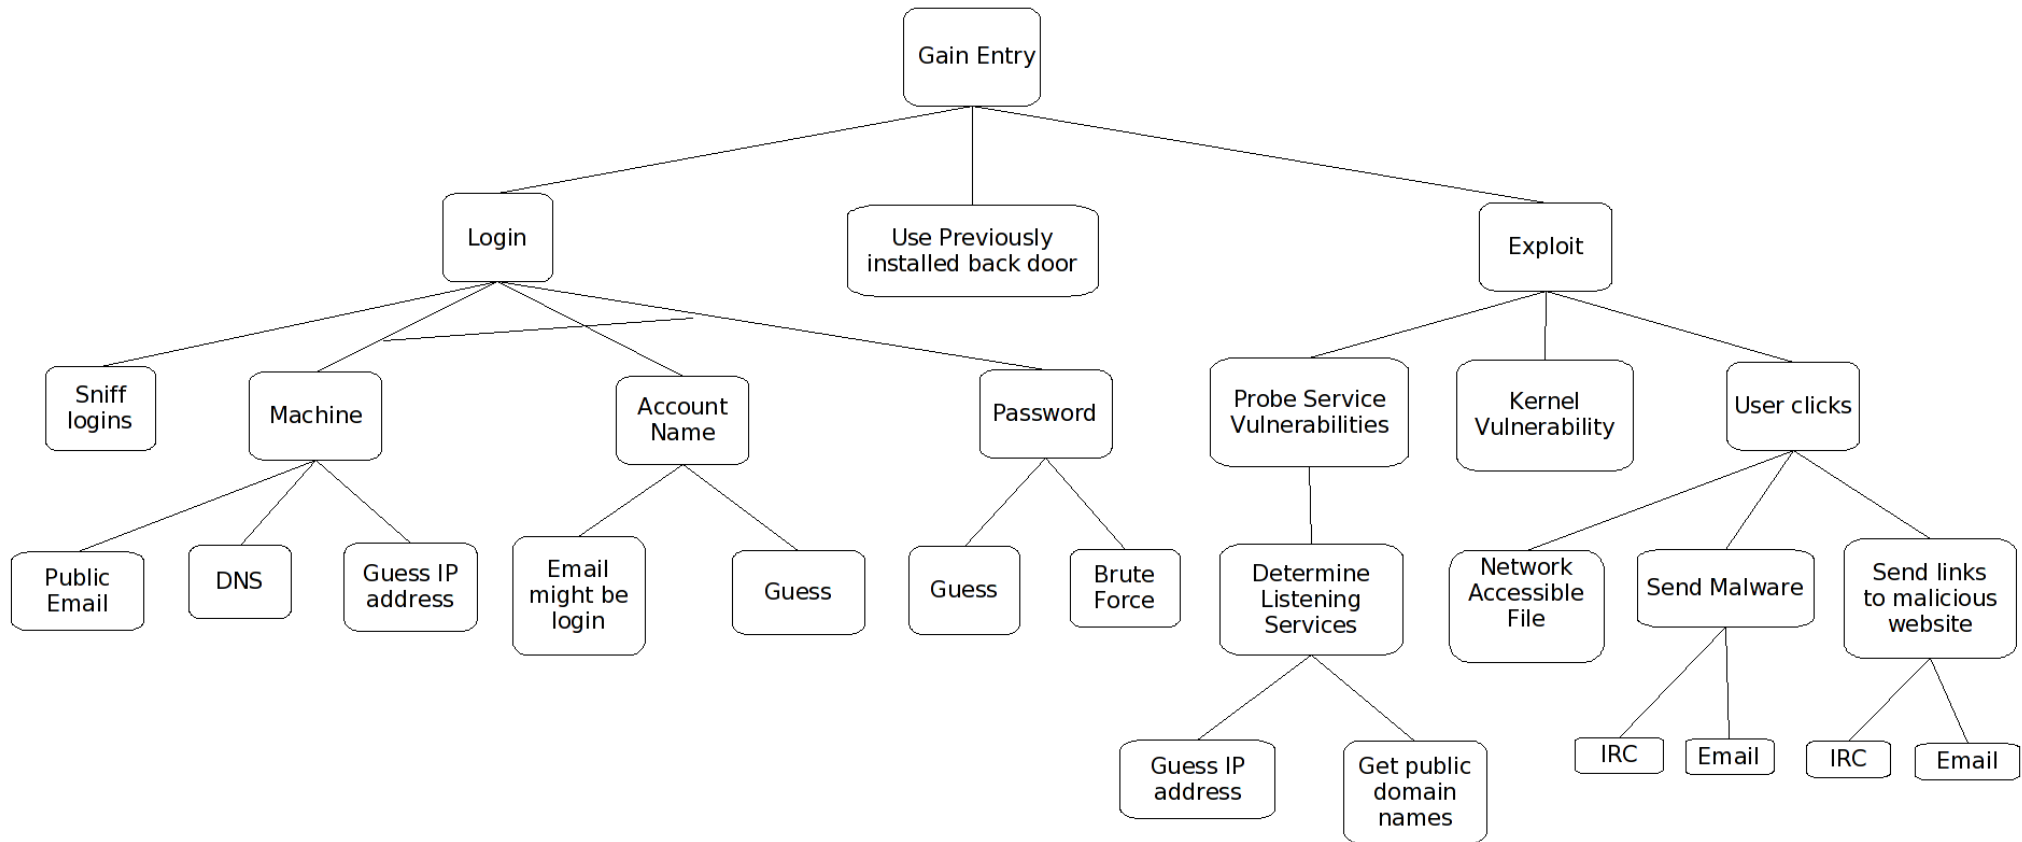 Gain Entry
Login
Use Previously
installed back door
Exploit
Sniff
logins
Machine
Account
Name
Password
Probe Service
Vulnerabilities
Kernel
Vulnerability
User clicks
Public
Email
DNS
Guess IP
address
Email
might be
login
Guess
Guess
Brute
Force
Determine
Listening
Services
Network
Accessible
File
Send Malware
Send links
to malicious
website
Guess IP
address
Get public
domain
names
IRC
Email
IRC
Email